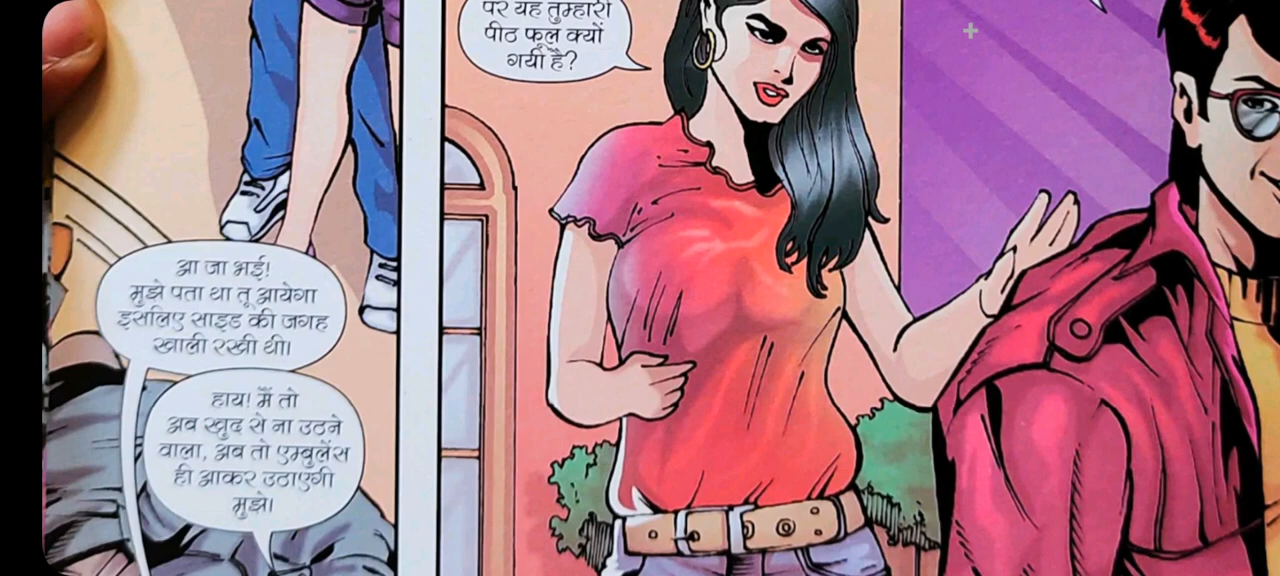 आ जा भई!
मुझे पता था तू आयेगा
इसलिए साइड की जगह
खाली रखी थी।
हाय! मैं तो
अब खुद से ना उठने
वाला, अब तो एम्बुलेंस
ही आकर उठाएगी
मुझे।
पर यह तुम्हारी
पीठ फूल क्यों
गयी है?